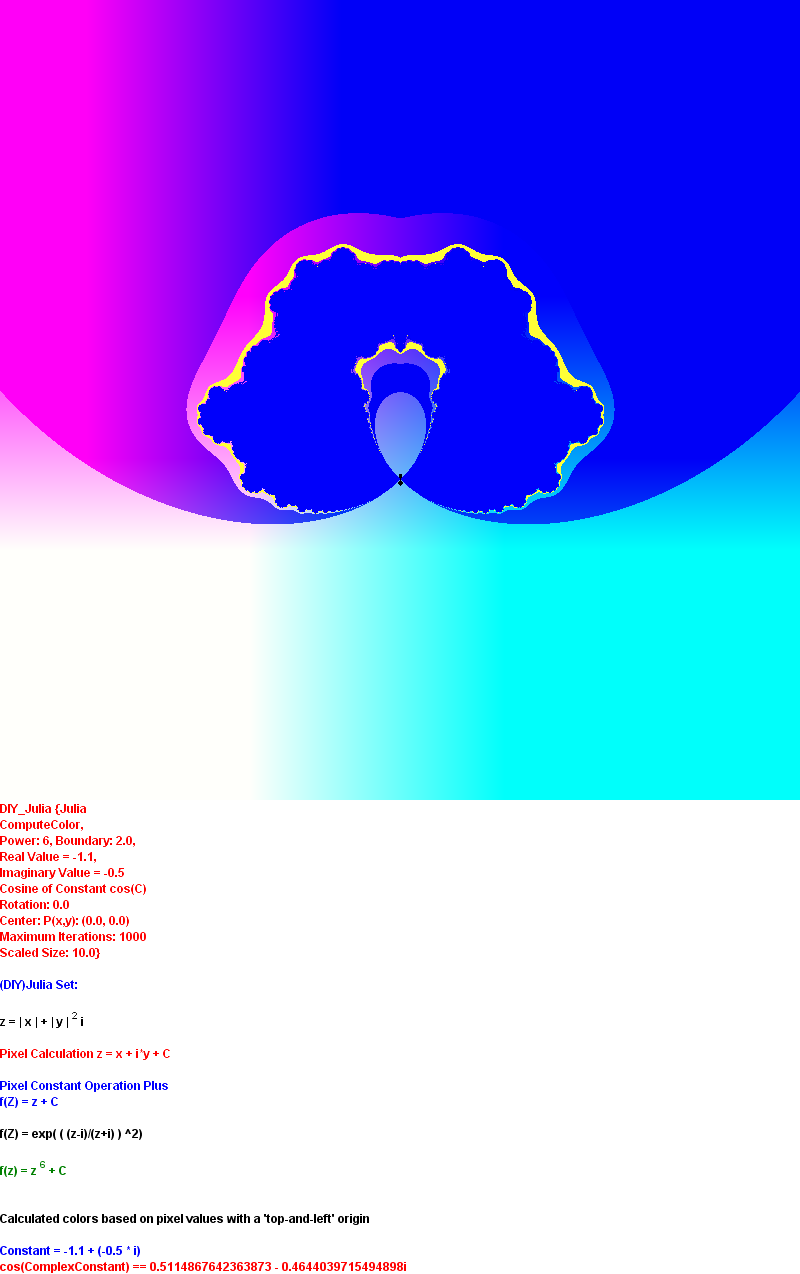 DIY_Julia {Julia
ComputeColor,
Power: 6, Boundary: 2.0,
Real Value = -1.1,
Imaginary Value = -0.5
Cosine of Constant cos(C)
Rotation: 0.0
Center: P(x,y): (0.0, 0.0)
Maximum Iterations: 1000
Scaled Size: 10.0}
(DIY)Julia Set:
z = | x | + | y | ² i
Pixel Calculation z = x + i*y + C
Pixel Constant Operation Plus
f(Z) = z + C
f(Z) = exp( ( (z-i)/(z+i) ) ^2)
f(z) = z ⁶ + C
Calculated colors based on pixel values with a 'top-and-left' origin
Constant = -1.1 + (-0.5 * i)
cos(ComplexConstant) == 0.5114867642363873 - 0.4644039715494898i